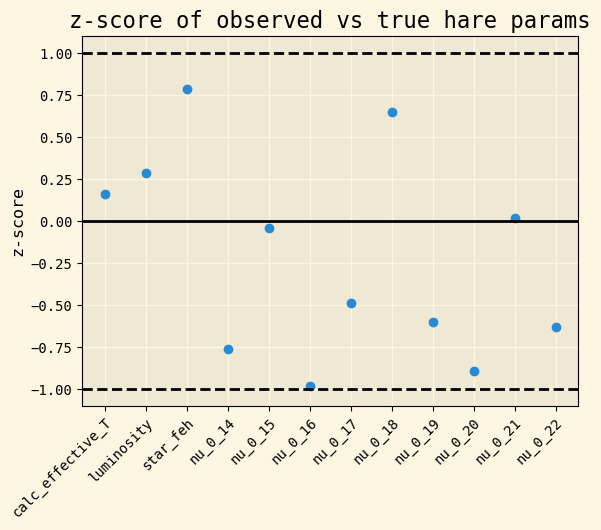 z-score of observed vs true hare params
z-score
1.00
0.75
0.50
0.25
0.00
−0.25
−0.50
−0.75
−1.00
calc_effective_T
luminosity
star_feh
nu_0_14
nu_0_15
nu_0_16
nu_0_17
nu_0_18
nu_0_19
nu_0_20
nu_0_21
nu_0_22